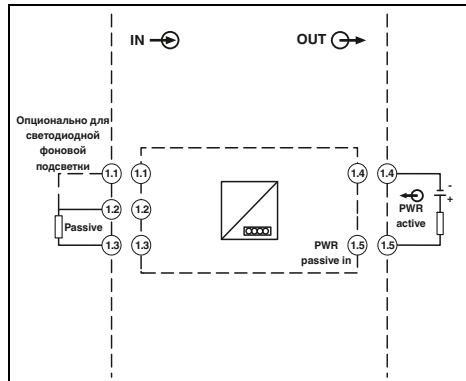 IN
OUT
Опционально для
светодиодной
фоновой
подсветки
1.1
1.1
1.4
1.4
-
+
1.2
1.2
PWR
active
Passive
1.3
1.3
PWR
passive in
1.5
1.5
0000